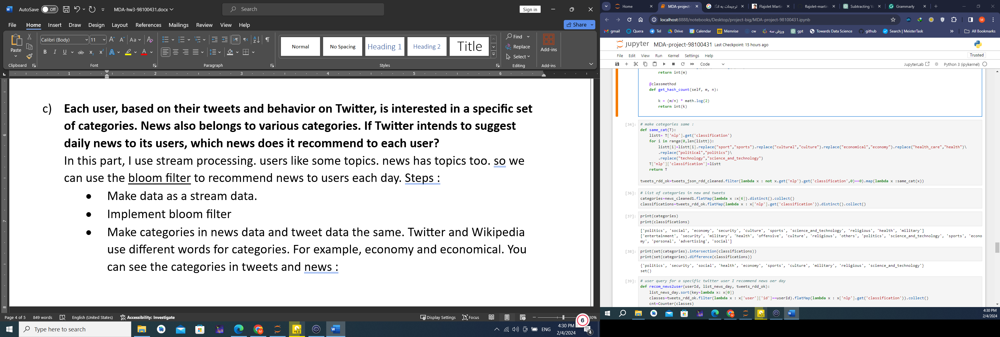 AutoSave Off MDA-hw3-98100431.docx Search Sign in
File Home Insert Draw Design Layout References Mailings Review View Help Share
Paste Calibri (Body) 11 Aa Normal No Spacing Heading 1 Heading 2 Title Find Replace Select Add-ins
Clipboard Font Paragraph Styles Editing Add-ins
1 2 3 4 5 6
c) Each user, based on their tweets and behavior on Twitter, is interested in a specific set
of categories. News also belongs to various categories. If Twitter intends to suggest
daily news to its users, which news does it recommend to each user?
In this part, I use stream processing. users like some topics. news has topics too. so we
can use the bloom filter to recommend news to users each day. Steps :
• Make data as a stream data.
• Implement bloom filter
• Make categories in news data and tweet data the same. Twitter and Wikipedia
use different words for categories. For example, economy and economical. You
can see the categories in tweets and news :
Page 4 of 5 849 words English (United States) Accessibility: Investigate Display Settings Focus 6 30%
Type here to search ENG 4:30 PM
2/4/2024 4
Home MDA-project- ترجیحات به انگ Flajolet Martin flajolet-martin Subtracting Grammarly
localhost:8888/notebooks/Desktop/project-big/MDA-project-98100431.ipynb
gmail Quera Tel Drive Calendar Memrise cw ورزش سه gpt Towards Data Science github Search | MeisterTask All Bookmarks
jupyter MDA-project-98100431 Last Checkpoint: 15 hours ago
File Edit View Run Kernel Settings Help Trusted
Code JupyterLab Python 3 (ipykernel)
return int(m)
@classmethod
def get_hash_count(self, m, n):
k = (m/n) * math.log(2)
return int(k)
[34]: # make categories same :
def same_cat(T):
listt= T['nlp'].get('classification')
for i in range(0,len(listt)):
listt[i]=listt[i].replace("sport","sports").replace("cultural","culture").replace("economical","economy").replace("health_care","health")\
.replace("political","politics")\
.replace("technology","science_and_technology")
T['nlp']['classification']=listt
return T
tweets_rdd_ok=tweets_json_rdd_cleaned.filter(lambda x : not x.get('nlp').get('classification',0)==0).map(lambda x :same_cat(x))
[36]: # list of categories in new and tweets
categories=news_cleaned1.flatMap(lambda x :x[6]).distinct().collect()
classifications=tweets_rdd_ok.flatMap(lambda x : x['nlp'].get('classification')).distinct().collect()
[37]: print(categories)
print(classifications)
['politics', 'social', 'economy', 'security', 'culture', 'sports', 'science_and_technology', 'religious', 'health', 'military']
['entertainment', 'security', 'military', 'health', 'offensive', 'culture', 'religious', 'others', 'politics', 'science_and_technology', 'sports', 'econo
my', 'personal', 'advertising', 'social']
[38]: print(set(categories).intersection(classifications))
print(set(categories).difference(classifications))
{'politics', 'security', 'social', 'health', 'economy', 'sports', 'culture', 'military', 'religious', 'science_and_technology'}
set()
[39]: # user query for a specific twitter user I recommend news oer day
def recom_news2user(userId, list_news_day, tweets_rdd_ok):
list_news_day.sort(key=lambda x: x[0])
classes=tweets_rdd_ok.filter(lambda x : x['user']['id']==userId).flatMap(lambda x : x['nlp'].get('classification')).collect()
cnt=Counter(classes)
4:30 PM
2/4/2024